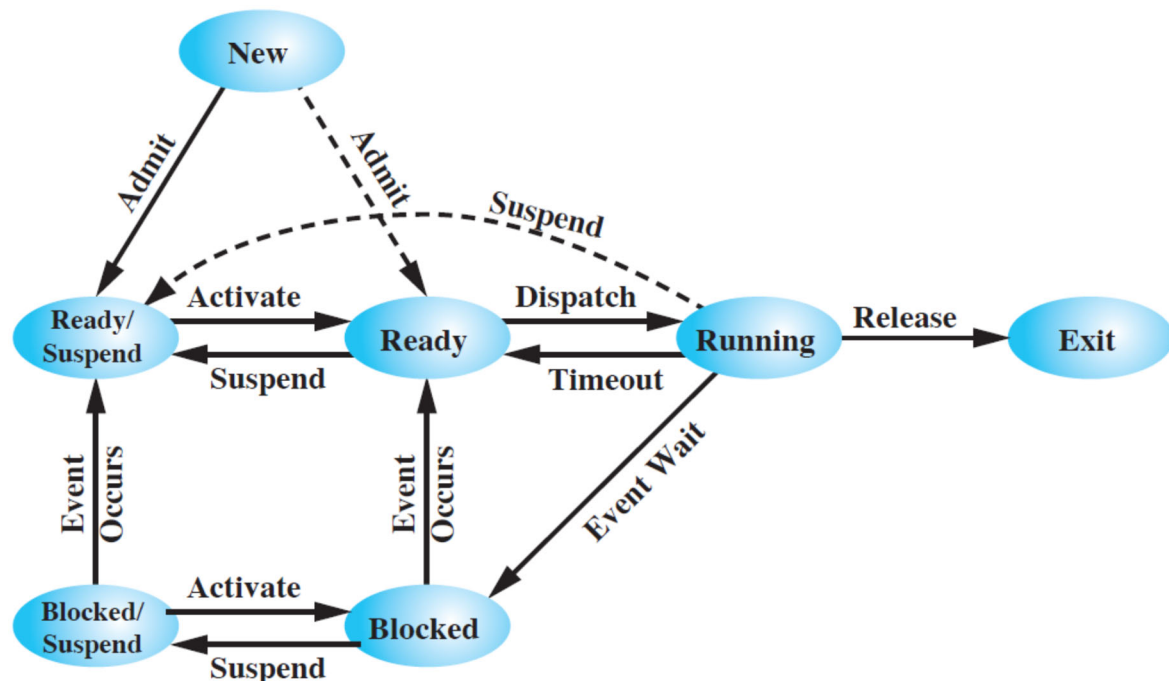 New
Admit
Admit
Suspend
Ready/
Suspend
Activate
Suspend
Ready
Dispatch
Timeout
Running
Release
Exit
Event
Occurs
Event
Occurs
Event Wait
Blocked/
Suspend
Activate
Suspend
Blocked